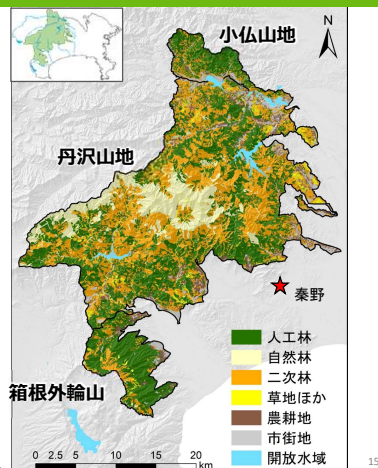 小仏山地
N
丹沢山地
秦野
箱根外輪山
人工林
自然林
二次林
草地ほか
農耕地
市街地
開放水域
0 2.5 5 10 15 20
km
15